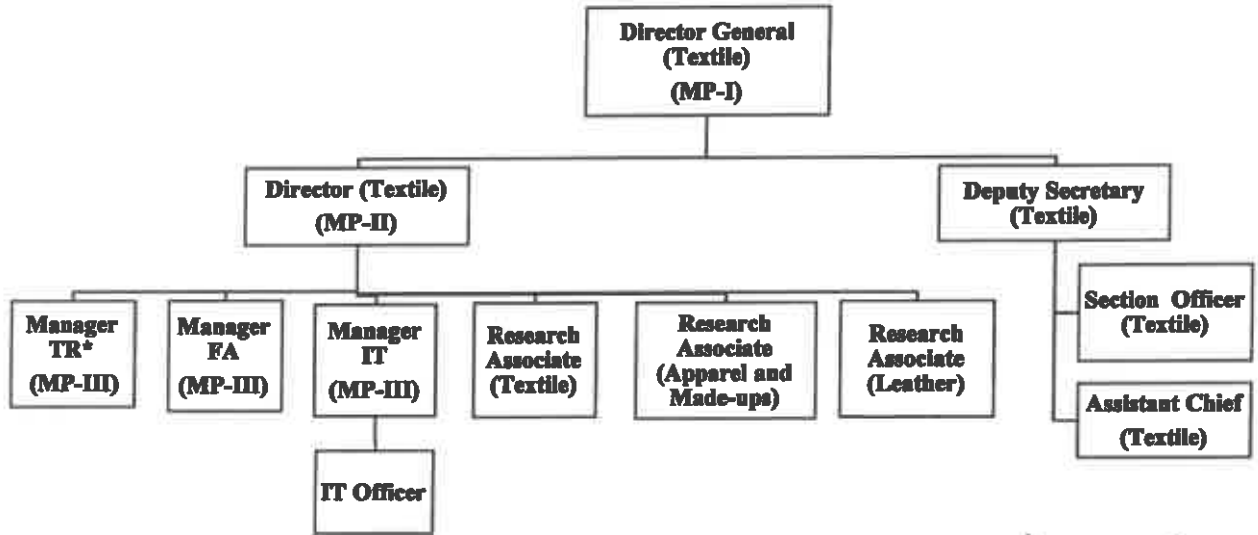 Director General
(Textile)
(MP-I)
Director (Textile)
(MP-II)
Deputy Secretary
(Textile)
Manager
TR*
(MP-III)
Manager
FA
(MP-III)
Manager
IT
(MP-III)
Research
Associate
(Textile)
Research
Associate
(Apparel and
Made-ups)
Research
Associate
(Leather)
Section Officer
(Textile)
Assistant Chief
(Textile)
IT Officer